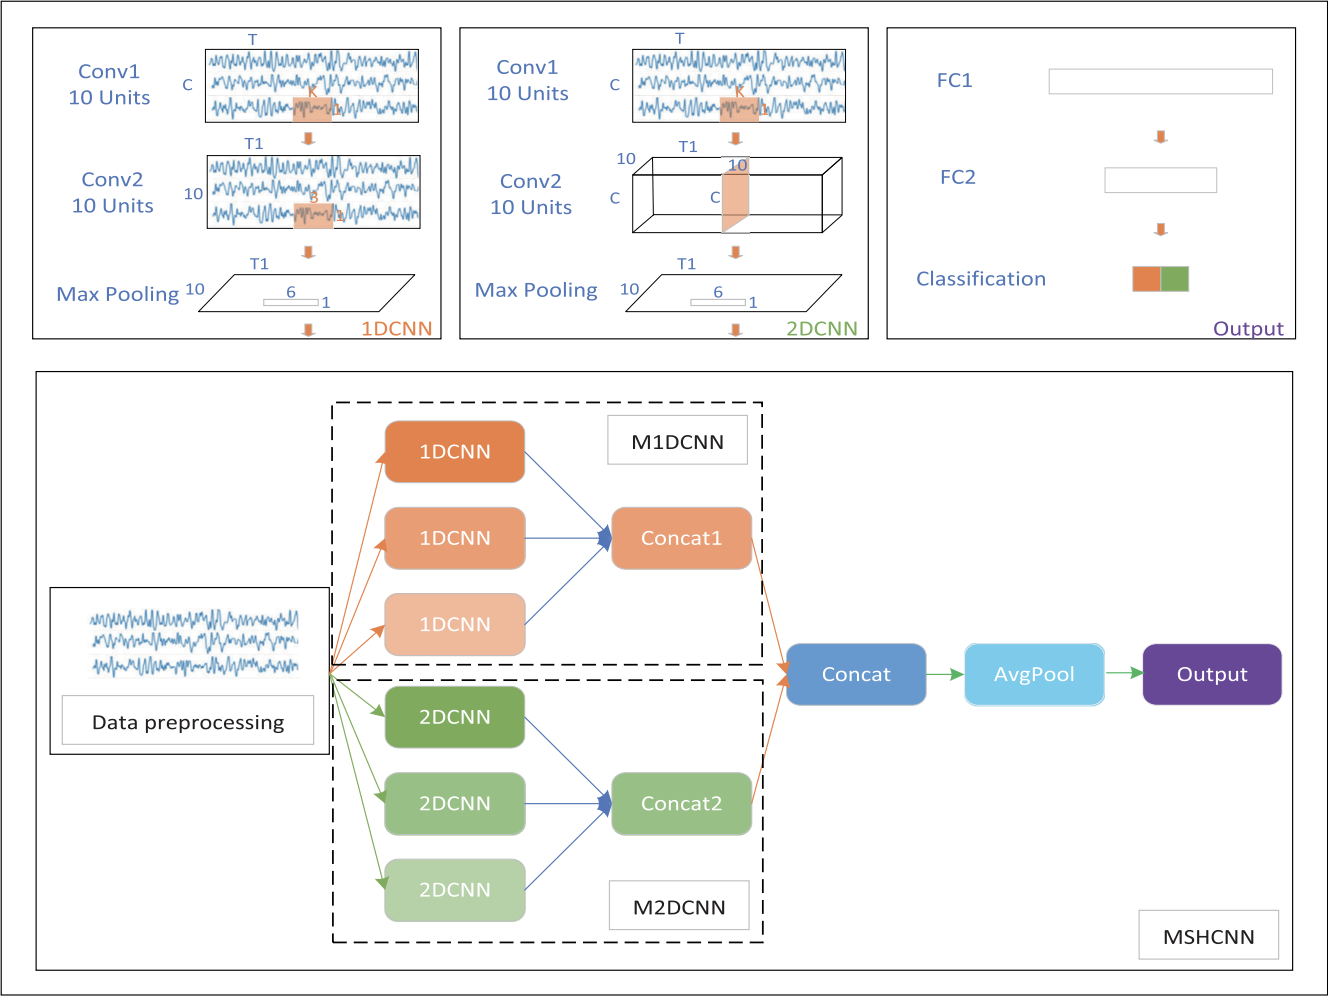 T
Conv1
10 Units
C
K
1
T1
Conv2
10 Units
10
3
1
T1
Max Pooling
10
6
1
1DCNN
T
Conv1
10 Units
C
K
1
T1
10
10
Conv2
10 Units
C
C
T1
Max Pooling
10
6
1
2DCNN
FC1
FC2
Classification
Output
M1DCNN
1DCNN
1DCNN
Concat1
1DCNN
Data preprocessing
2DCNN
2DCNN
Concat2
2DCNN
M2DCNN
Concat
AvgPool
Output
MSHCNN